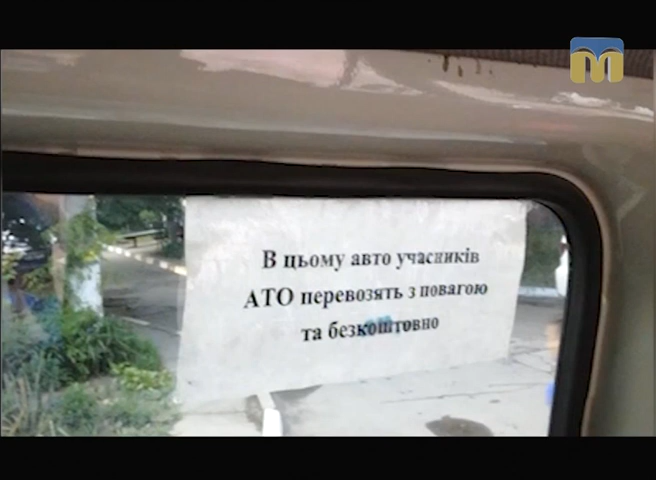 В цьому авто учасників
АТО перевозять з повагою
та безкоштовно